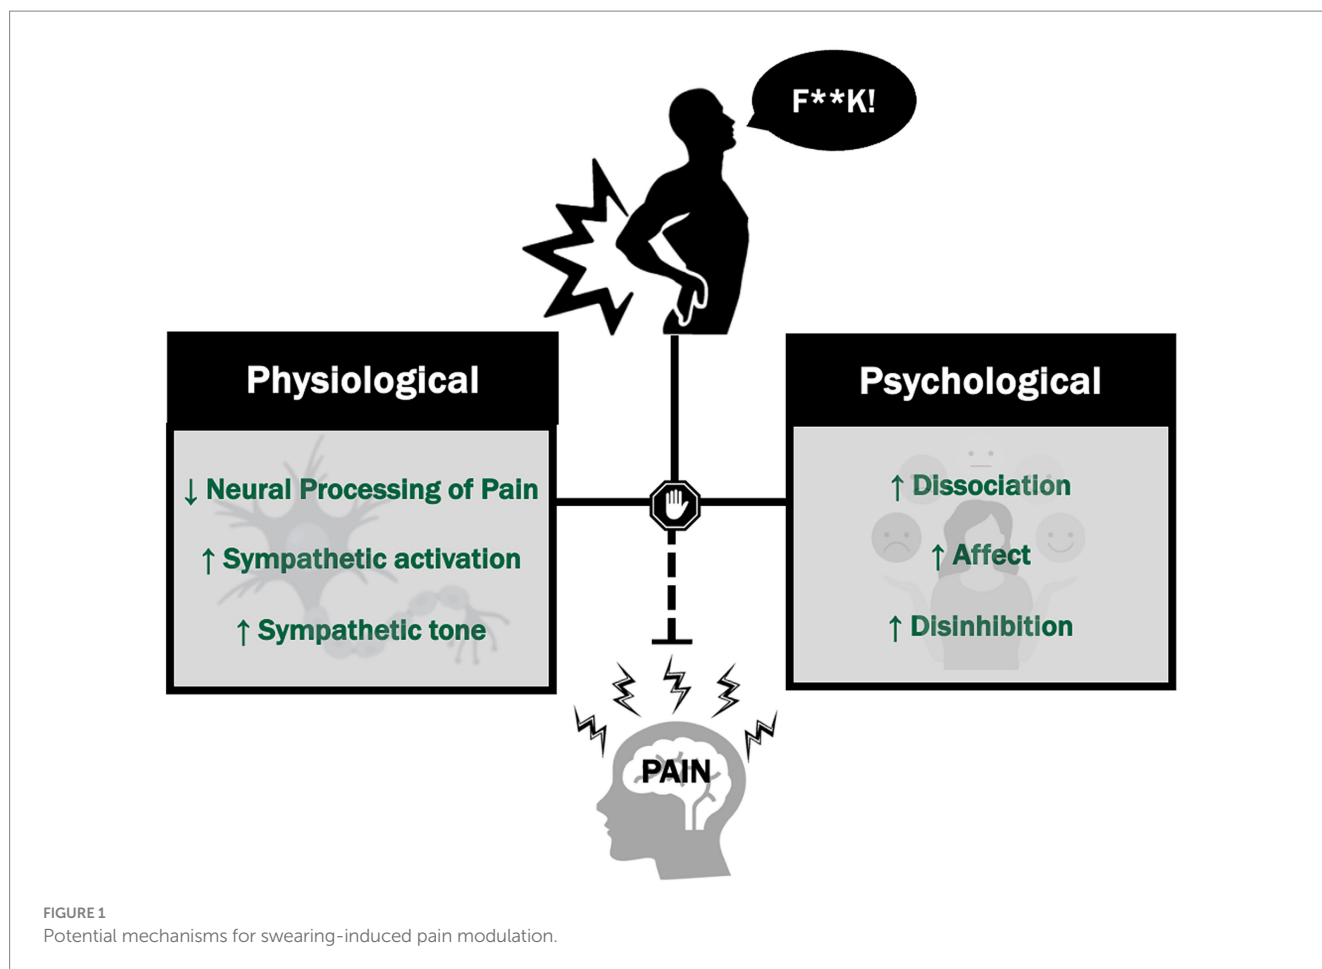 F**K!
Physiological
↓ Neural Processing of Pain
↑ Sympathetic activation
↑ Sympathetic tone
Psychological
↑ Dissociation
↑ Affect
↑ Disinhibition
PAIN
FIGURE 1
Potential mechanisms for swearing-induced pain modulation.